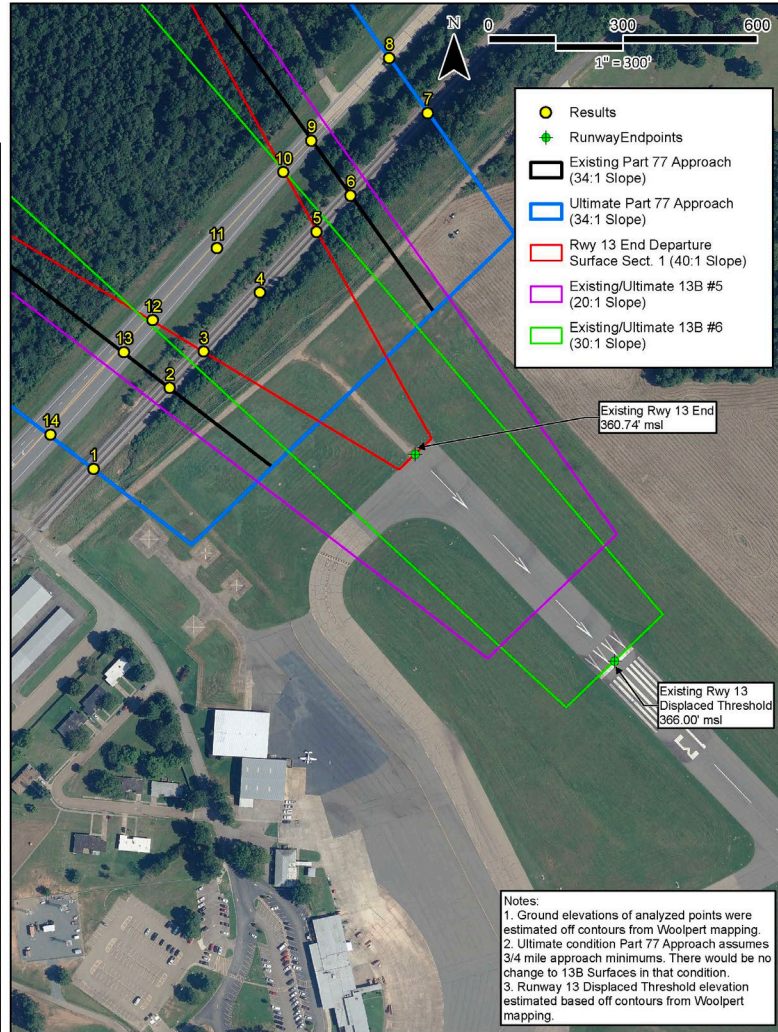 N
0 300 600
1" = 300'
Results
RunwayEndpoints
Existing Part 77 Approach
(34:1 Slope)
Ultimate Part 77 Approach
(34:1 Slope)
Rwy 13 End Departure
Surface Sect. 1 (40:1 Slope)
Existing/Ultimate 13B #5
(20:1 Slope)
Existing/Ultimate 13B #6
(30:1 Slope)
8
7
9
10
6
5
11
4
12
13
3
2
14
1
Existing Rwy 13 End
360.74' msl
Existing Rwy 13
Displaced Threshold
366.00' msl
13
Notes:
1. Ground elevations of analyzed points were
estimated off contours from Woolpert mapping.
2. Ultimate condition Part 77 Approach assumes
3/4 mile approach minimums. There would be no
change to 13B Surfaces in that condition.
3. Runway 13 Displaced Threshold elevation
estimated based off contours from Woolpert
mapping.